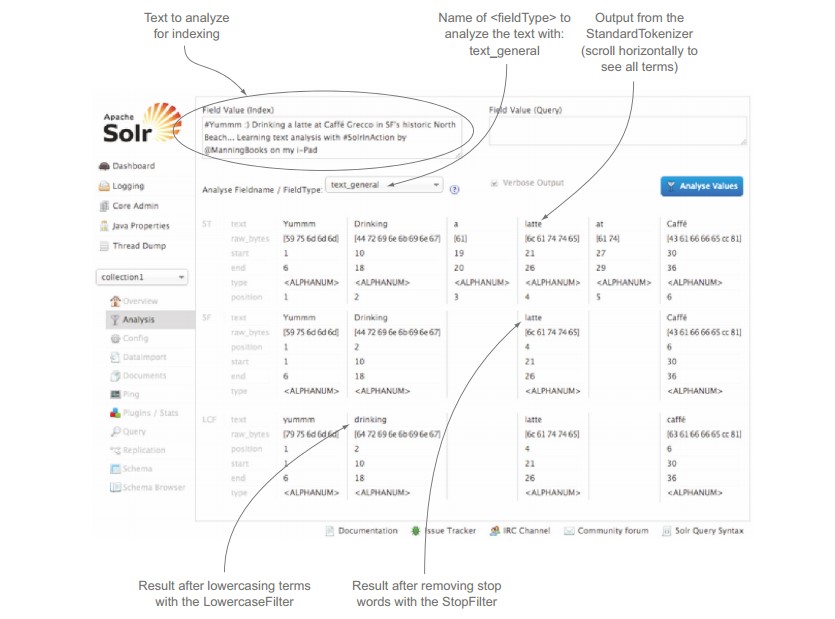 Text to analyze
for indexing
Name of <fieldType> to
analyze the text with:
text_general
Output from the
StandardTokenizer
(scroll horizontally to
see all terms)
Apache
Solr
Dashboard
Logging
Core Admin
Java Properties
Thread Dump
collection1
Overview
Analysis
Config
Dataimport
Documents
Ping
Plugins / Stats
Query
Replication
Schema
Schema Browser
Field Value (Index)
#Yummm :) Drinking a latte at Caffé Grecco in SF's historic North
Beach... Learning text analysis with #SolrInAction by
@ManningBooks on my i-Pad
Field Value (Query)
Analyse Fieldname / FieldType: text_general ?
Verbose Output
Analyse Values
ST text Yummm Drinking a latte at Caffé
raw_bytes [59 75 6d 6d 6d] [44 72 69 6e 6b 69 6e 67] [61] [6c 61 74 74 65] [61 74] [43 61 66 66 65 cc 81]
start 1 10 19 21 27 30
end 6 18 20 26 29 36
type <ALPHANUM> <ALPHANUM> <ALPHANUM> <ALPHANUM> <ALPHANUM> <ALPHANUM>
position 1 2 3 4 5 6
SF text Yummm Drinking latte Caffé
raw_bytes [59 75 6d 6d 6d] [44 72 69 6e 6b 69 6e 67] [6c 61 74 74 65] [43 61 66 66 65 cc 81]
position 1 2 4 6
start 1 10 21 30
end 6 18 26 36
type <ALPHANUM> <ALPHANUM> <ALPHANUM> <ALPHANUM>
LCF text yummm drinking latte caffé
raw_bytes [79 75 6d 6d 6d] [64 72 69 6e 6b 69 6e 67] [6c 61 74 74 65] [63 61 66 66 65 cc 81]
position 1 2 4 6
start 1 10 21 30
end 6 18 26 36
type <ALPHANUM> <ALPHANUM> <ALPHANUM> <ALPHANUM>
Documentation Issue Tracker IRC Channel Community forum Solr Query Syntax
Result after lowercasing terms
with the LowercaseFilter
Result after removing stop
words with the StopFilter